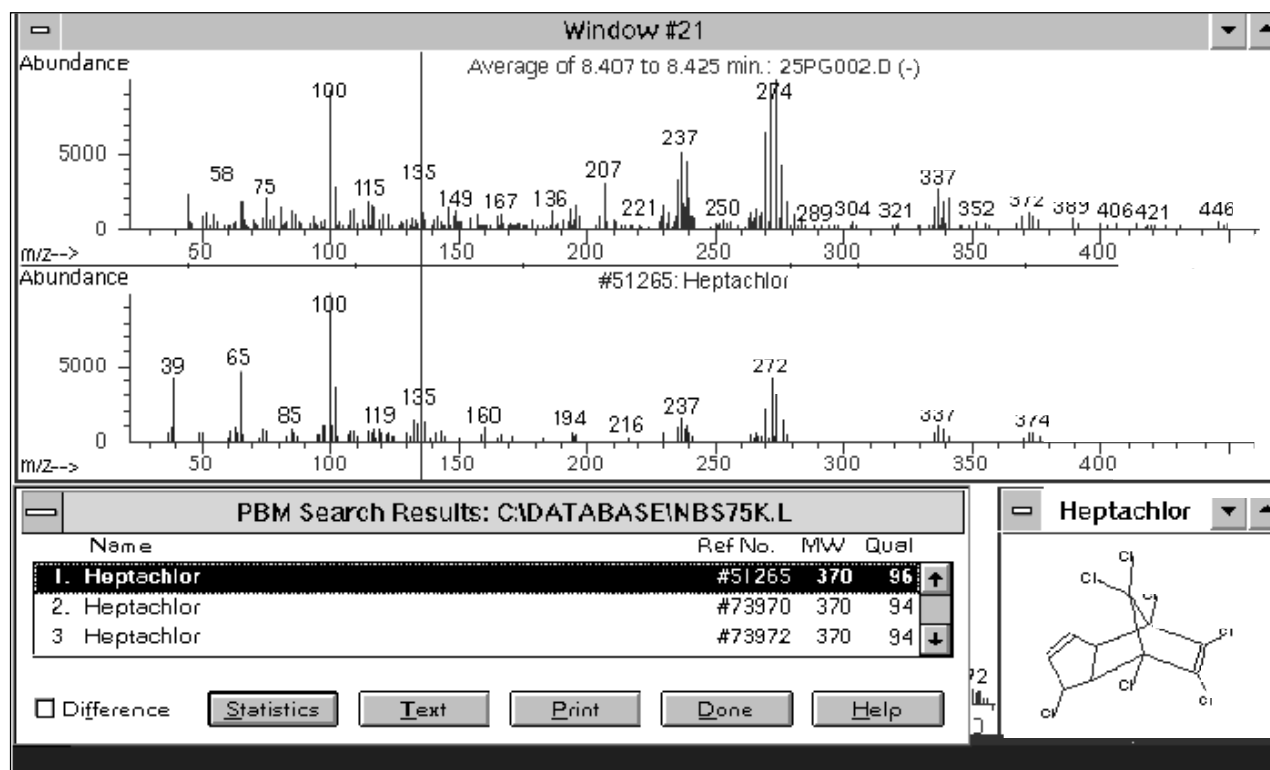 Window #21
Abundance
Average of 8.407 to 8.425 min.: 25PG002.D (-)
100 274
237
5000
58 75 115 135 149 167 136 207 221 250 289 304 321 337 352 372 389 406 421 446
0
m/z--> 50 100 150 200 250 300 350 400
Abundance
#51265: Heptachlor
100
5000
39 65 85 119 135 160 194 216 237 272 337 374
0
m/z--> 50 100 150 200 250 300 350 400
PBM Search Results: C:\DATABASE\NBS75K.L
Name Ref No. MW Qual
1. Heptachlor #51265 370 96
2. Heptachlor #73970 370 94
3 Heptachlor #73972 370 94
Difference Statistics Text Print Done Help
72
Heptachlor
Cl
Cl
Cl
Cl
Cl
Cl
Cl